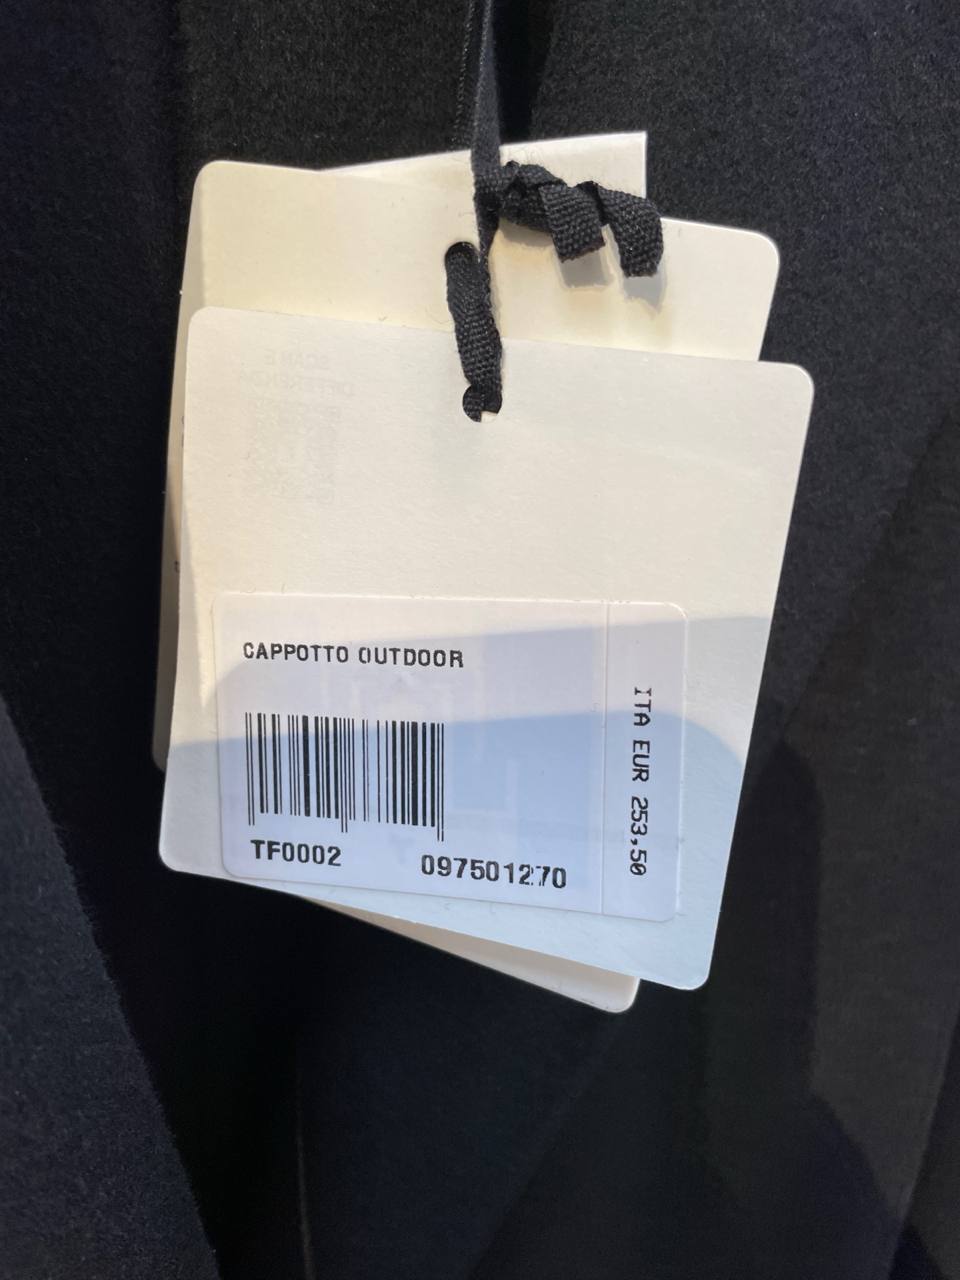 CAPPOTTO OUTDOOR
TF0002 097501270
ITA EUR 253,50